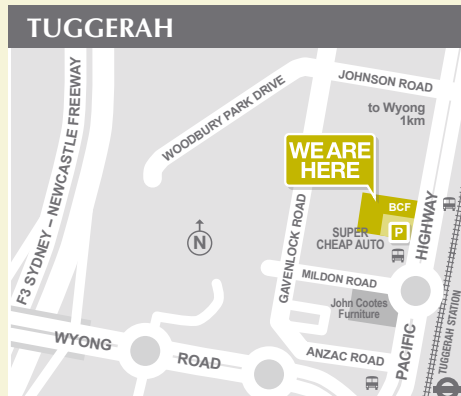 TUGGERAH
JOHNSON ROAD
WOODBURY PARK DRIVE
to Wyong
1km
F3 SYDNEY – NEWCASTLE FREEWAY
WE ARE
HERE
BCF
P
HIGHWAY
GAVENLOCK ROAD
SUPER
CHEAP AUTO
N
MILDON ROAD
John Cootes
Furniture
WYONG
ROAD
ANZAC ROAD
PACIFIC
TUGGERAH STATION